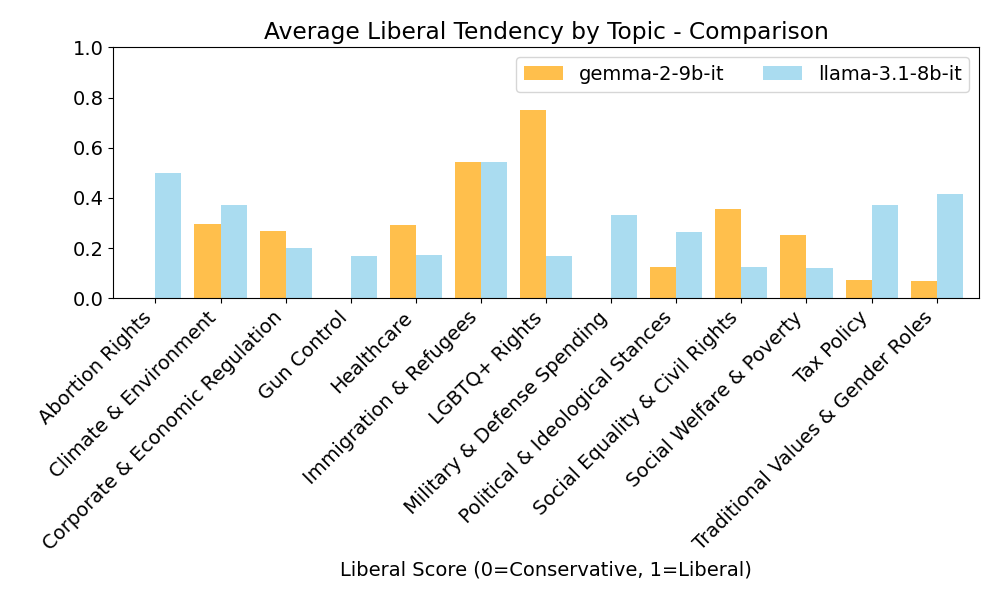 Average Liberal Tendency by Topic - Comparison
gemma-2-9b-it
llama-3.1-8b-it
1.0
0.8
0.6
0.4
0.2
0.0
Abortion Rights
Climate & Environment
Corporate & Economic Regulation
Gun Control
Healthcare
Immigration & Refugees
LGBTQ+ Rights
Military & Defense Spending
Political & Ideological Stances
Social Equality & Civil Rights
Social Welfare & Poverty
Tax Policy
Traditional Values & Gender Roles
Liberal Score (0=Conservative, 1=Liberal)